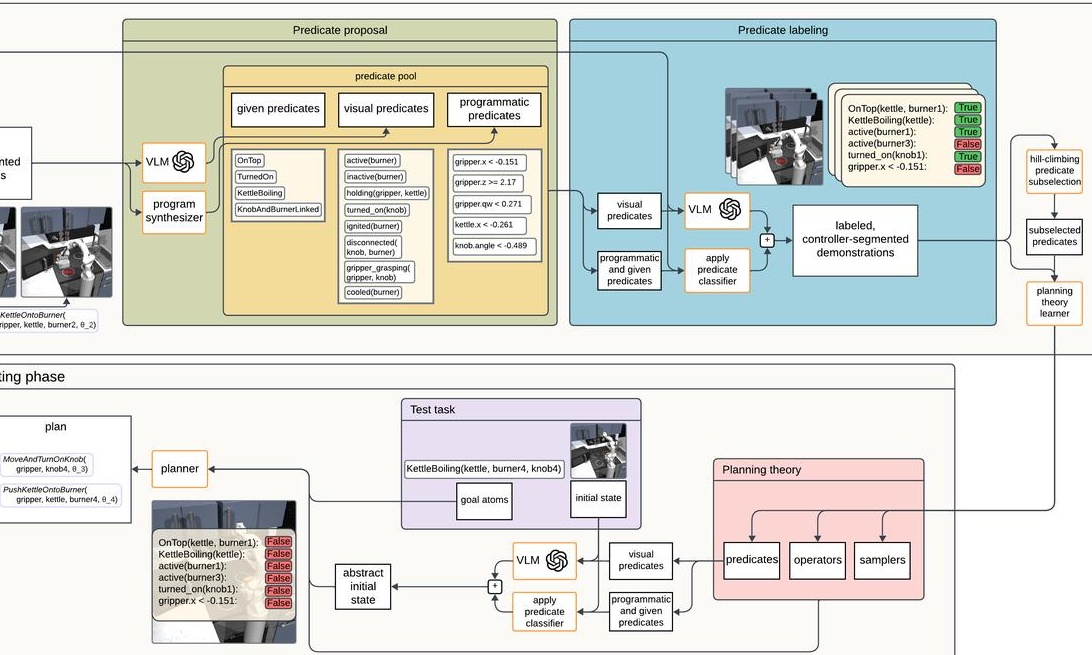 Predicate proposal
predicate pool
given predicates
visual predicates
programmatic
predicates
VLM
program
synthesizer
OnTop
TurnedOn
KettleBoiling
KnobAndBurnerLinked
active(burner)
inactive(burner)
holding(gripper, kettle)
turned_on(knob)
ignited(burner)
disconnected(
knob, burner)
gripper_grasping(
gripper, knob)
cooled(burner)
gripper.x < -0.151
gripper.z >= 2.17
gripper.qw < 0.271
kettle.x < -0.261
knob.angle < -0.489
nted
s
KettleOntoBurner(
ripper, kettle, burner2, θ_2)
Predicate labeling
OnTop(kettle, burner1): True
KettleBoiling(kettle): True
active(burner1): True
active(burner3): False
turned_on(knob1): True
gripper.x < -0.151: False
visual
predicates
programmatic
and given
predicates
VLM
apply
predicate
classifier
+
labeled,
controller-segmented
demonstrations
hill-climbing
predicate
subselection
subselected
predicates
planning
theory
learner
ting phase
plan
MoveAndTurnOnKnob(
gripper, knob4, θ_3)
PushKettleOntoBurner(
gripper, kettle, burner4, θ_4)
planner
OnTop(kettle, burner1): False
KettleBoiling(kettle): False
active(burner1): False
active(burner3): False
turned_on(knob1): False
gripper.x < -0.151: False
abstract
initial
state
Test task
KettleBoiling(kettle, burner4, knob4)
goal atoms
initial state
VLM
visual
predicates
+
apply
predicate
classifier
programmatic
and given
predicates
Planning theory
predicates
operators
samplers